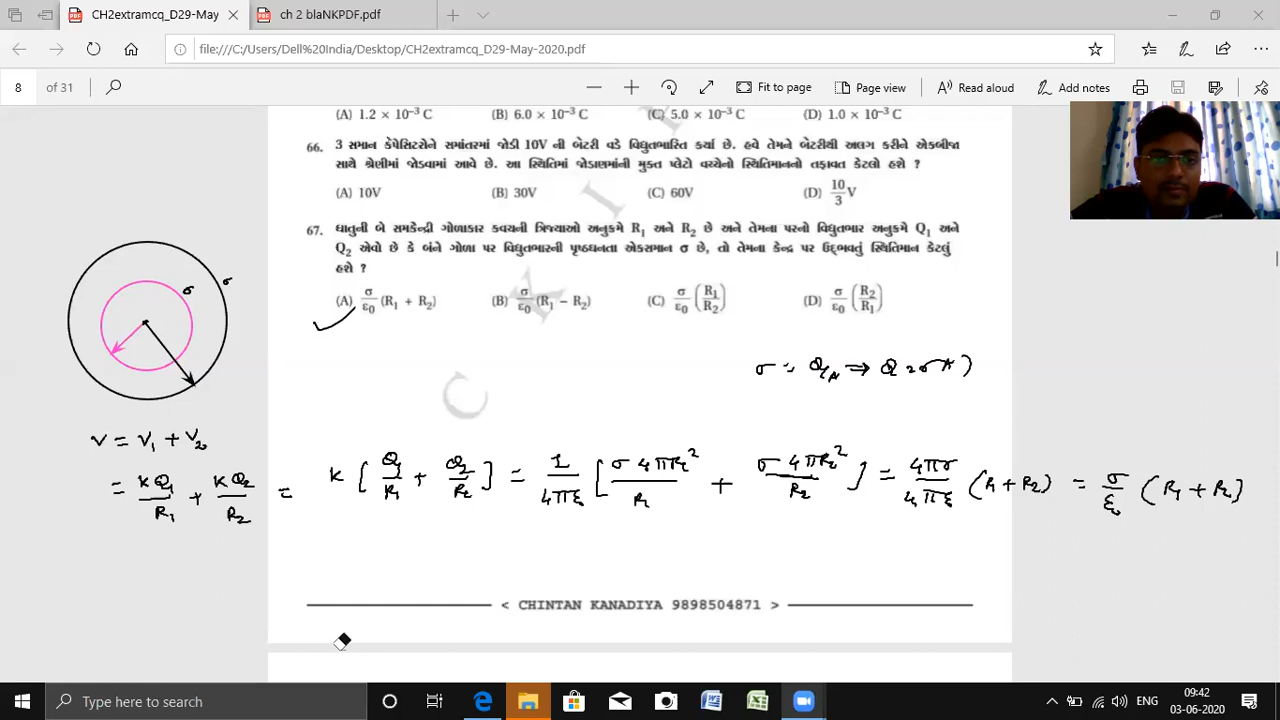 CH2extramcq_D29-May
ch 2 blaNKPDF.pdf
file:///C:/Users/Dell%20India/Desktop/CH2extramcq_D29-May-2020.pdf
8 of 31
Fit to page
Page view
Read aloud
Add notes
(A) 1.2 × 10⁻³ C (B) 6.0 × 10⁻³ C (C) 5.0 × 10⁻³ C (D) 1.0 × 10⁻³ C
66. 3 સમાન કેપેસિટરોને સમાંતરમાં જોડી 10V ની બેટરી વડે વિદ્યુતભારિત કર્યાં છે. હવે તેમને બેટરીથી અલગ કરીને એકબીજા
સાથે શ્રેણીમાં જોડવામાં આવે છે. આ સ્થિતિમાં જોડાણમાંની મુક્ત પ્લેટો વચ્ચેનો સ્થિતિમાનનો તફાવત કેટલો હશે ?
(A) 10V (B) 30V (C) 60V (D) 10/3 V
67. ધાતુની બે સમકેન્દ્રી ગોળાકાર કવચની ત્રિજ્યાઓ અનુક્રમે R₁ અને R₂ છે અને તેમના પરનો વિદ્યુતભાર અનુક્રમે Q₁ અને
Q₂ એવો છે કે બંને ગોળા પર વિદ્યુતભારની પૃષ્ઠઘનતા એકસમાન σ છે, તો તેમના કેન્દ્ર પર ઉદ્ભવતું સ્થિતિમાન કેટલું
હશે ?
(A) σ/ε₀ (R₁ + R₂) (B) σ/ε₀ (R₁ − R₂) (C) σ/ε₀ (R₁/R₂) (D) σ/ε₀ (R₂/R₁)
σ σ
σ = Q/A ⇒ Q = σA)
V = V₁ + V₂
= KQ₁/R₁ + KQ₂/R₂ = K [Q₁/R₁ + Q₂/R₂] = 1/4πε [σ4πR₁²/R₁ + σ4πR₂²/R₂] = 4πσ/4πε (R₁ + R₂) = σ/ε₀ (R₁ + R₂)
< CHINTAN KANADIYA 9898504871 >
Type here to search
ENG
09:42
03-06-2020